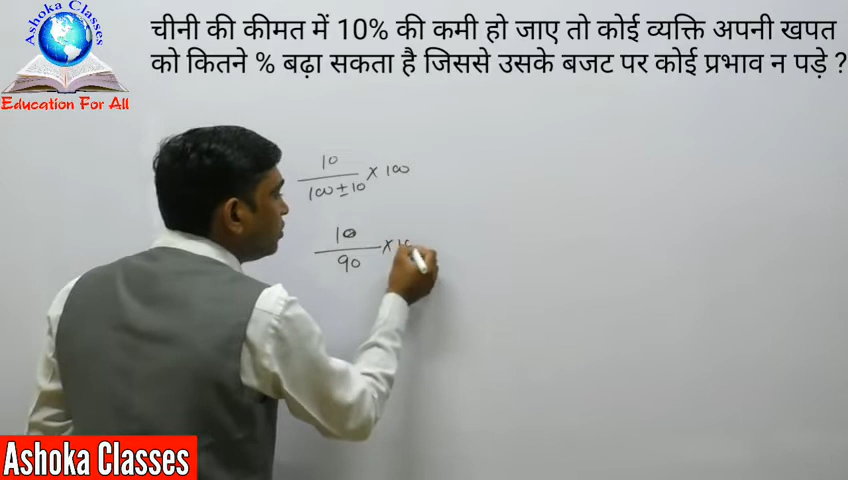 Ashoka Classes
Education For All
चीनी की कीमत में 10% की कमी हो जाए तो कोई व्यक्ति अपनी खपत
को कितने % बढ़ा सकता है जिससे उसके बजट पर कोई प्रभाव न पड़े ?
10
100 ± 10 × 100
10
90 ×
Ashoka Classes